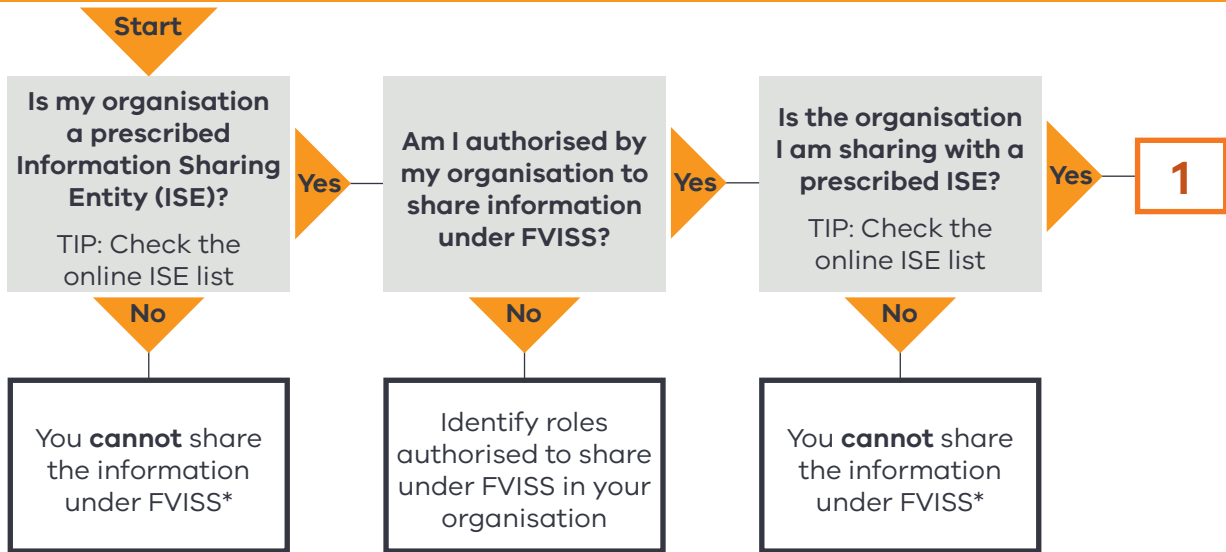 Start
Is my organisation
a prescribed
Information Sharing
Entity (ISE)?
TIP: Check the
online ISE list
Yes
Am I authorised by
my organisation to
share information
under FVISS?
Yes
Is the organisation
I am sharing with a
prescribed ISE?
TIP: Check the
online ISE list
Yes
1
No
No
No
You cannot share
the information
under FVISS*
Identify roles
authorised to share
under FVISS in your
organisation
You cannot share
the information
under FVISS*